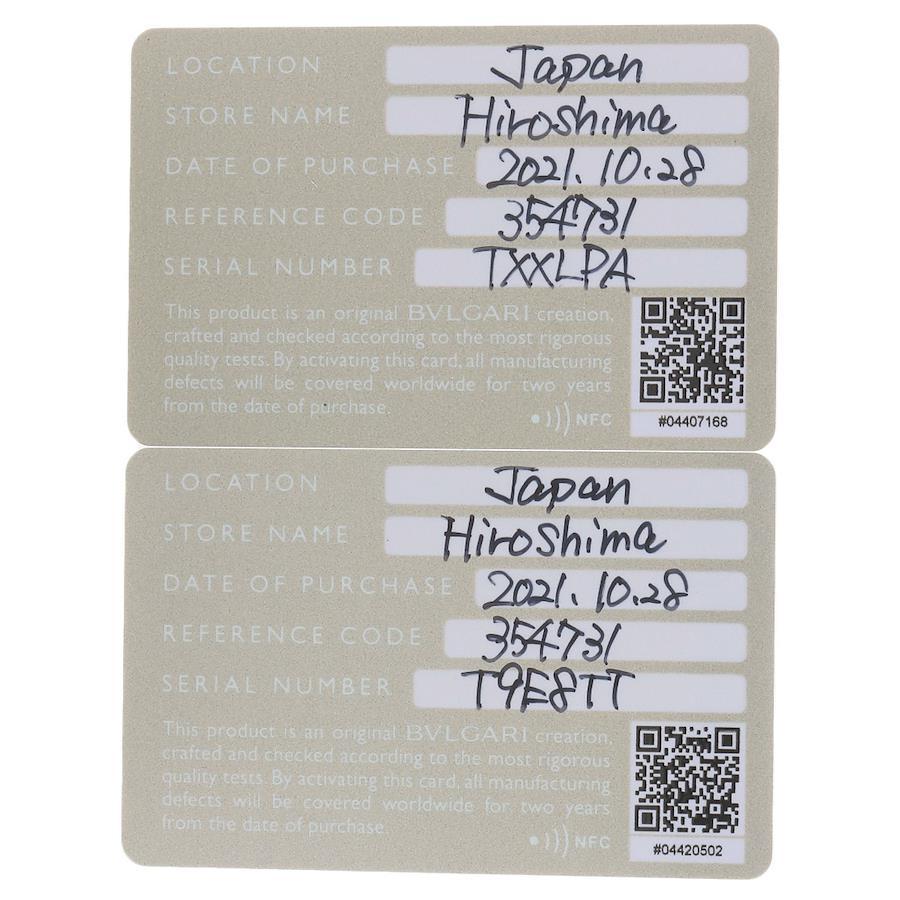 LOCATION Japan
STORE NAME Hiroshima
DATE OF PURCHASE 2021.10.28
REFERENCE CODE 354731
SERIAL NUMBER TXXLPA
This product is an original BVLGARI creation,
crafted and checked according to the most rigorous
quality tests. By activating this card, all manufacturing
defects will be covered worldwide for two years
from the date of purchase.
NFC
#04407168
LOCATION Japan
STORE NAME Hiroshima
DATE OF PURCHASE 2021.10.28
REFERENCE CODE 354731
SERIAL NUMBER T9E8TT
This product is an original BVLGARI creation,
crafted and checked according to the most rigorous
quality tests. By activating this card, all manufacturing
defects will be covered worldwide for two years
from the date of purchase.
NFC
#04420502